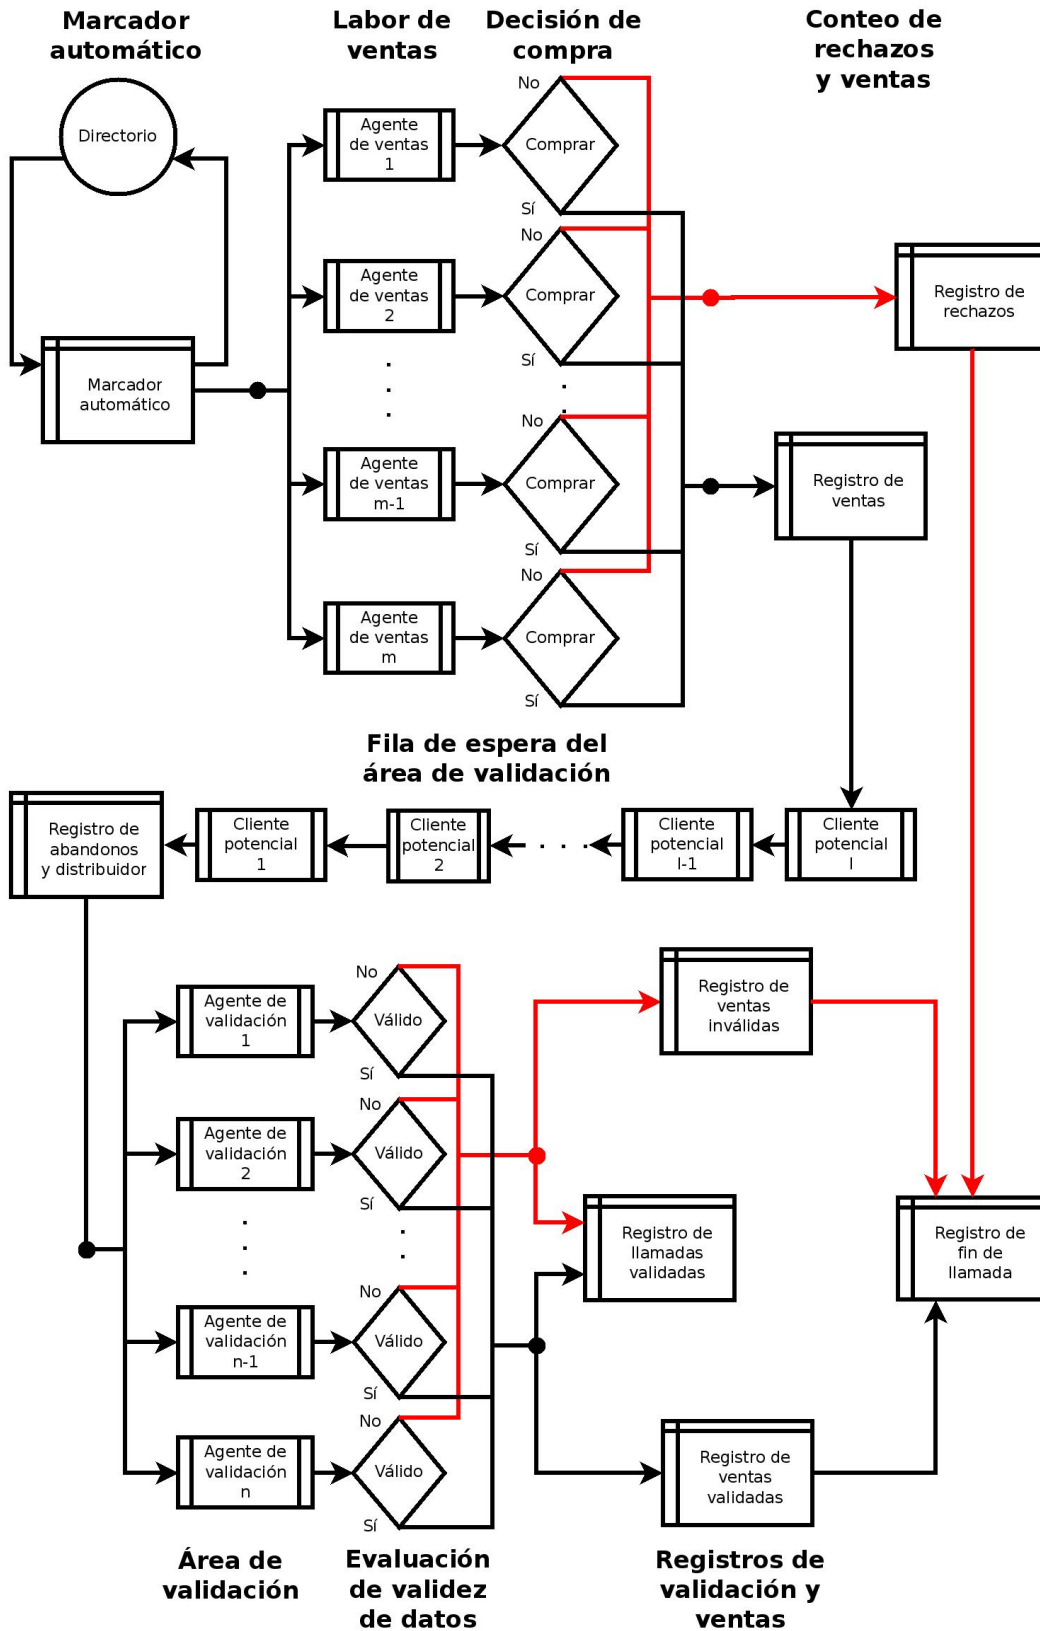 Marcador
automático
Labor de
ventas
Decisión de
compra
Conteo de
rechazos
y ventas
Directorio
Marcador
automático
Agente
de ventas
1
No
Comprar
Sí
Agente
de ventas
2
No
Comprar
Sí
Agente
de ventas
m-1
No
Comprar
Sí
Agente
de ventas
m
No
Comprar
Sí
Registro de
rechazos
Registro de
ventas
Fila de espera del
área de validación
Registro de
abandonos
y distribuidor
Cliente
potencial
1
Cliente
potencial
2
Cliente
potencial
l-1
Cliente
potencial
l
Agente de
validación
1
No
Válido
Sí
Agente de
validación
2
No
Válido
Sí
Agente de
validación
n-1
No
Válido
Sí
Agente de
validación
n
No
Válido
Sí
Registro de
ventas
inválidas
Registro de
llamadas
validadas
Registro de
fin de
llamada
Registro de
ventas
validadas
Área de
validación
Evaluación
de validez
de datos
Registros de
validación y
ventas